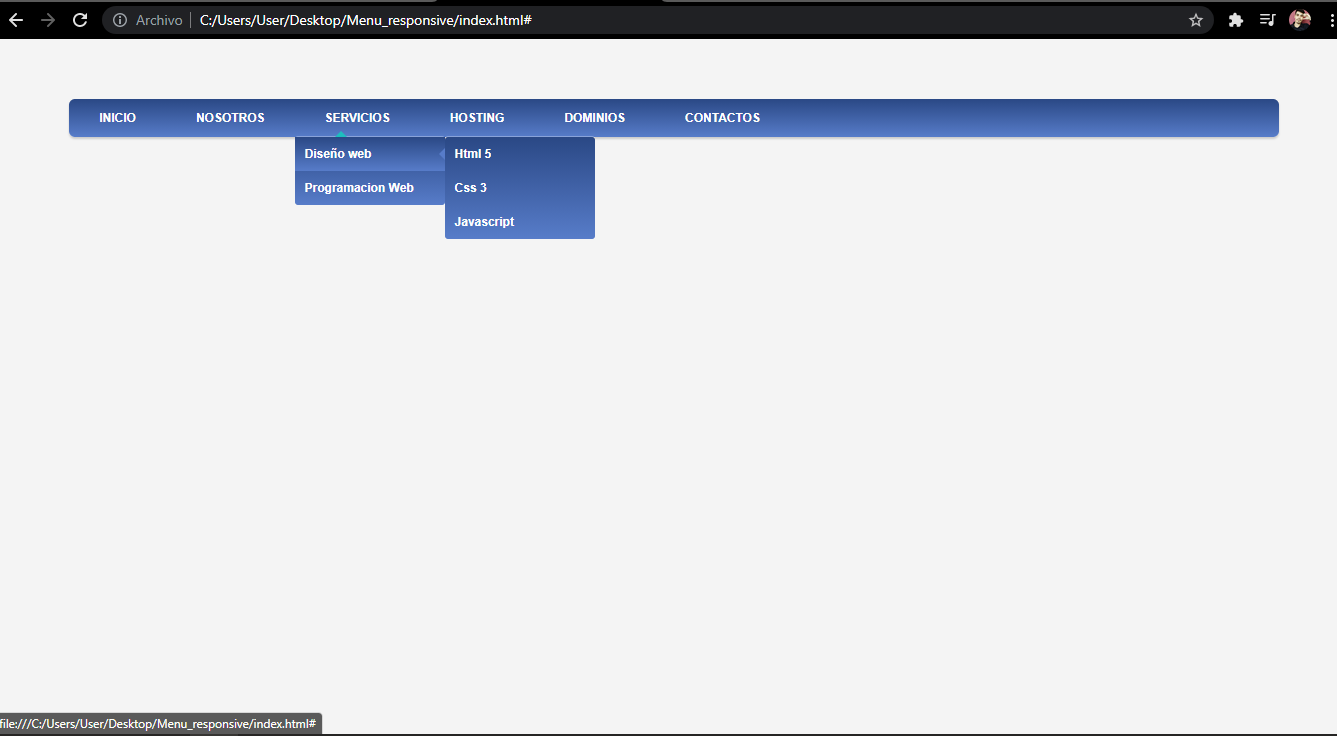 Archivo C:/Users/User/Desktop/Menu_responsive/index.html#
INICIO NOSOTROS SERVICIOS HOSTING DOMINIOS CONTACTOS
Diseño web Html 5
Programacion Web Css 3
Javascript
file:///C:/Users/User/Desktop/Menu_responsive/index.html#